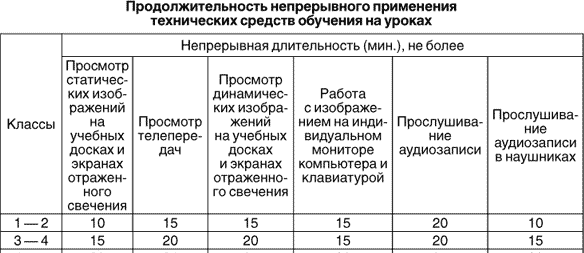 Продолжительность непрерывного применения
технических средств обучения на уроках
Классы
Непрерывная длительность (мин.), не более
Просмотр
статичес-
ких изоб-
ражений
на
учебных
досках и
экранах
отражен-
ного
свечения
Просмотр
телепере-
дач
Просмотр
динамичес-
ких изобра-
жений
на учебных
досках
и экранах
отраженно-
го свечения
Работа
с изображе-
нием на инди-
видуальном
мониторе
компьютера и
клавиатурой
Прослушива-
ние
аудиозаписи
Прослушива-
ние
аудиозаписи
в наушниках
1 — 2 10 15 15 15 20 10
3 — 4 15 20 20 15 20 15